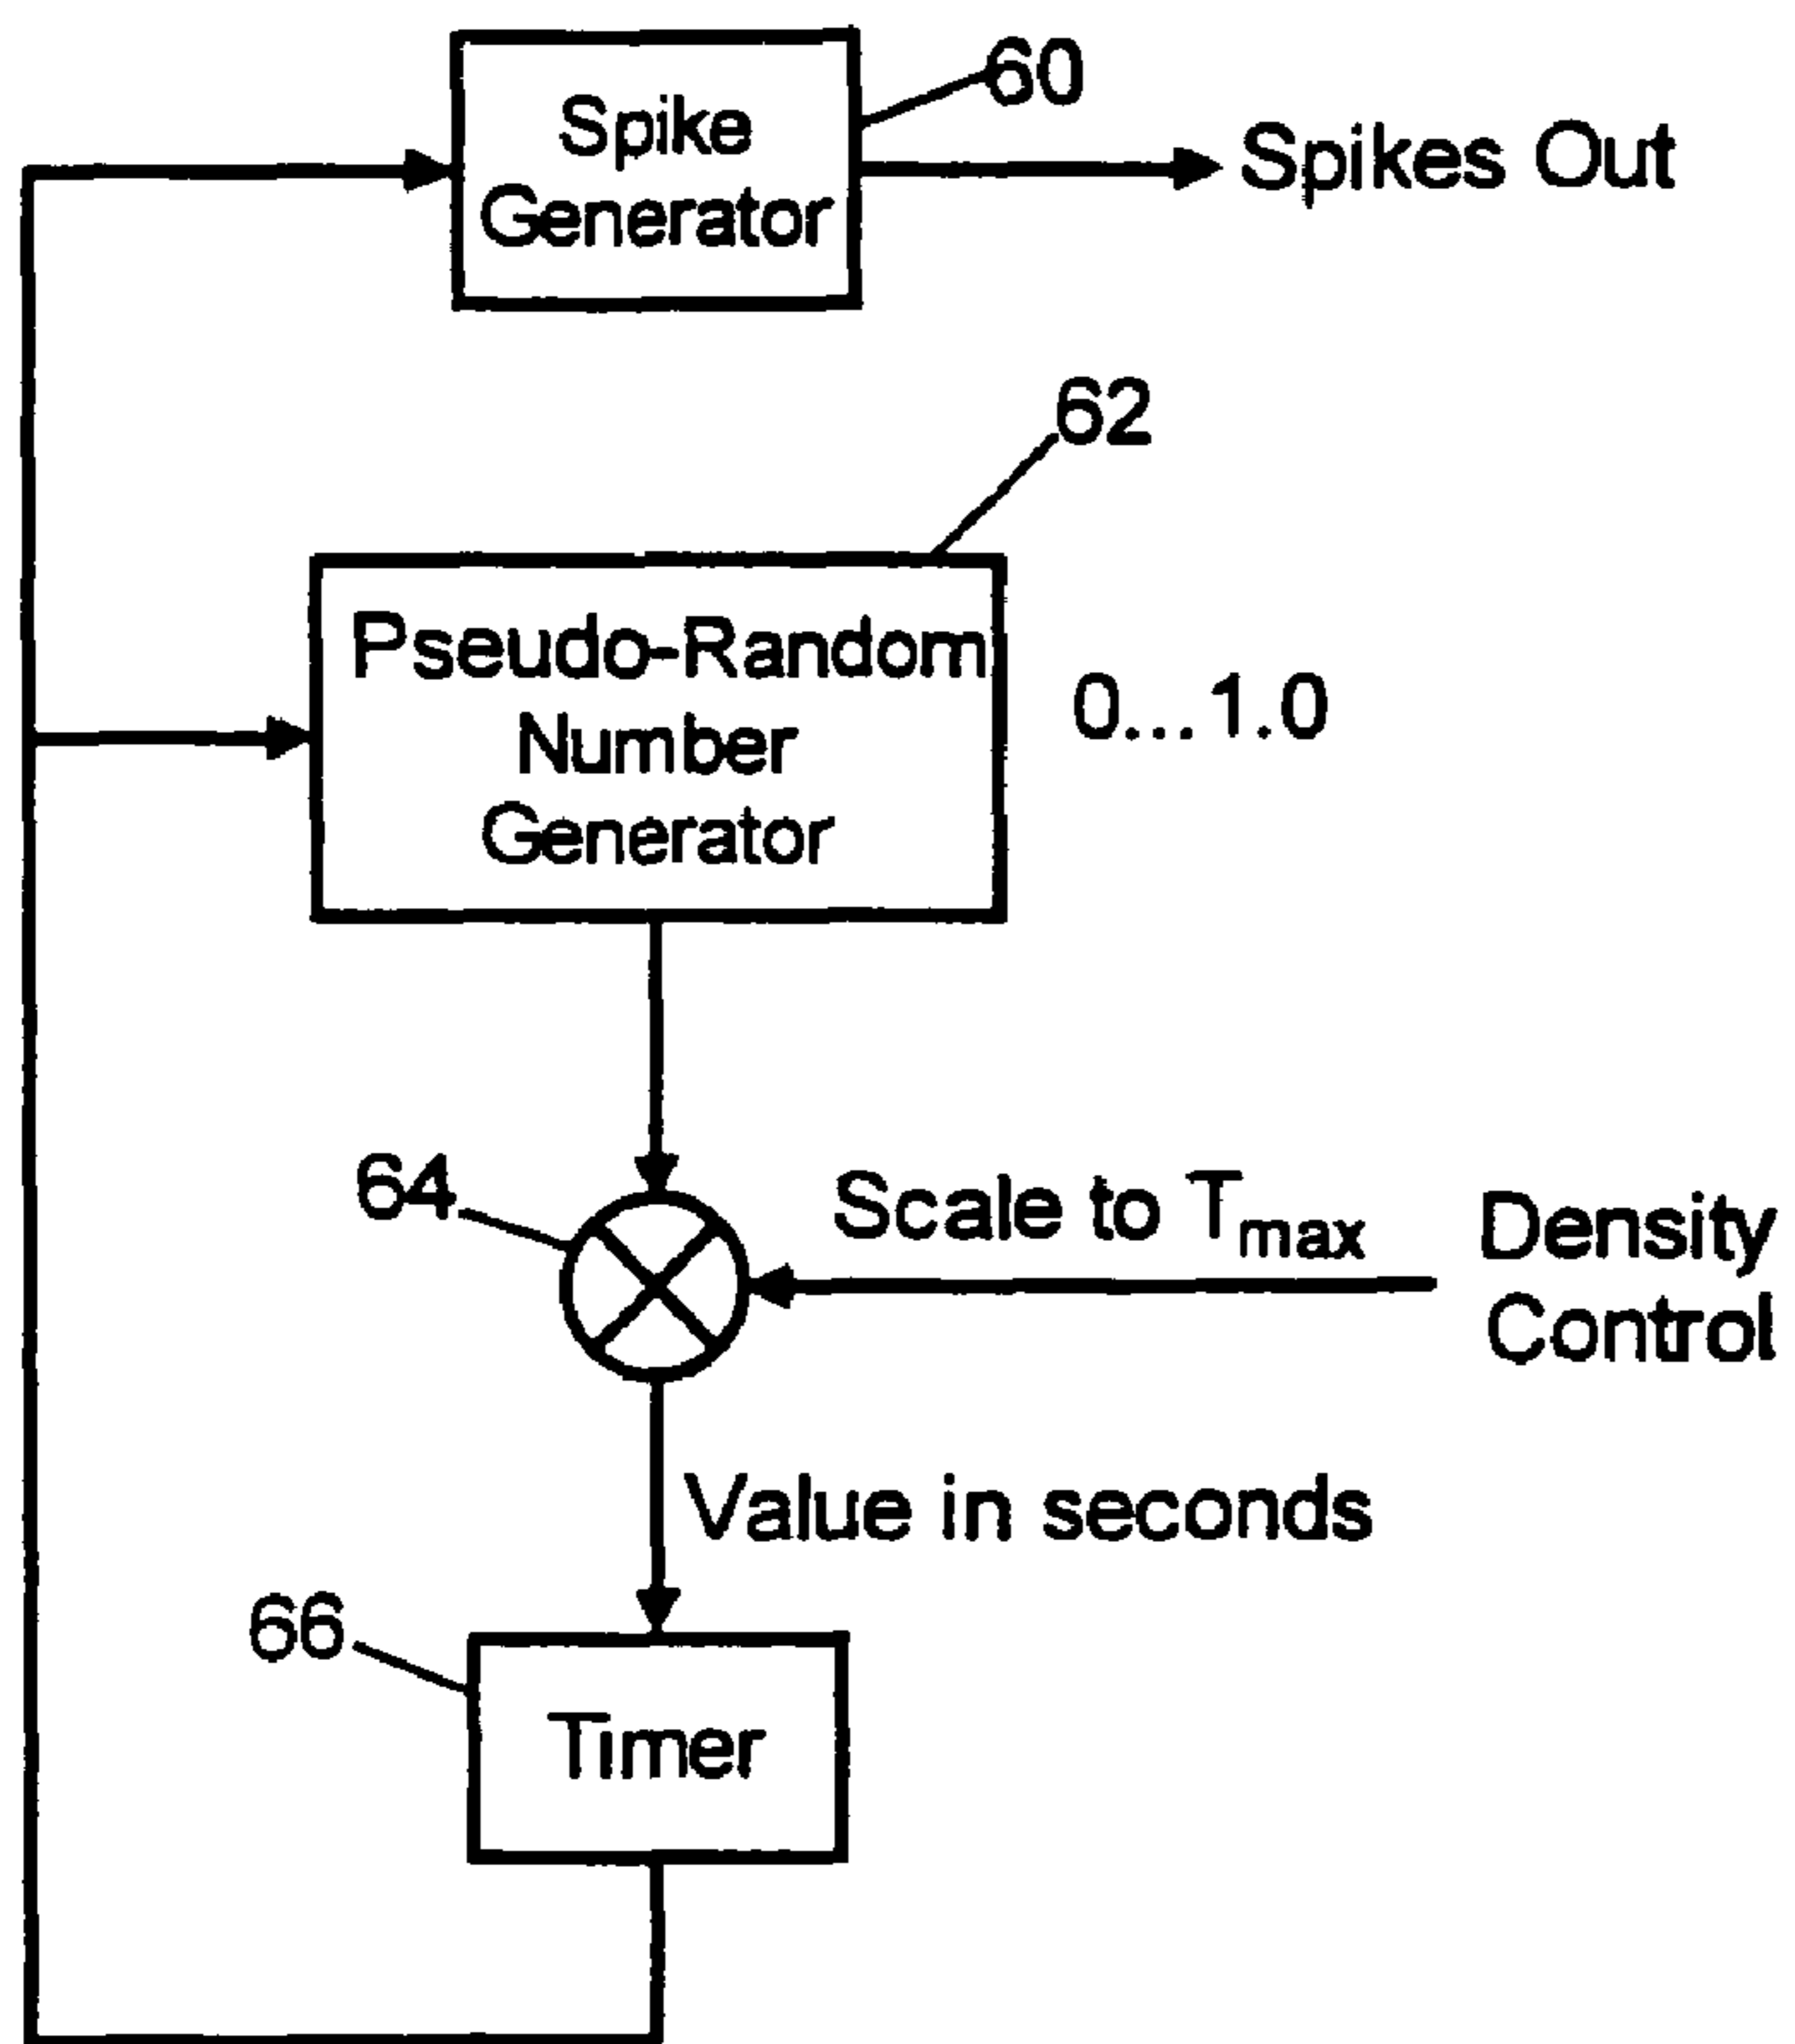 60
Spike
Generator
Spikes Out
62
Pseudo-Random
Number
Generator
0... 1.0
64
Scale to Tmax
Density
Control
Value in seconds
66
Timer